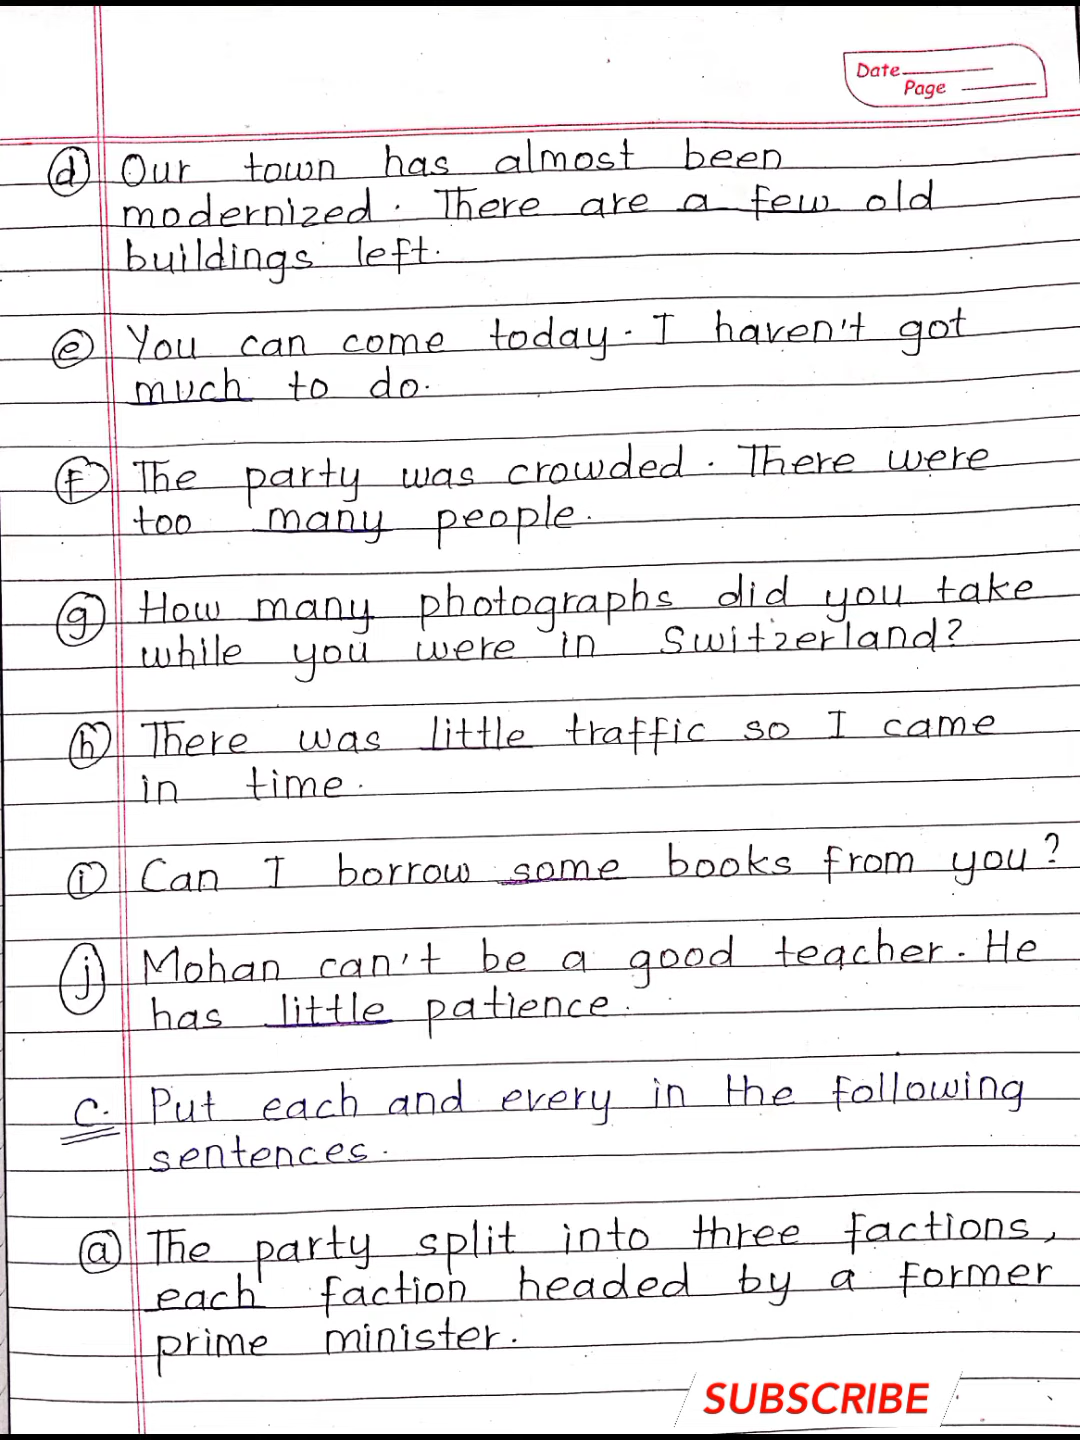 Date
Page
(d) Our town has almost been
modernized. There are a few old
buildings left.
(e) You can come today. I haven't got
much to do.
(F) The party was crowded. There were
too many people.
(g) How many photographs did you take
while you were in Switzerland?
(h) There was little traffic so I came
in time.
(i) Can I borrow some books from you?
(j) Mohan can't be a good teacher. He
has little patience.
C. Put each and every in the following
sentences.
(a) The party split into three factions,
each faction headed by a former
prime minister.
SUBSCRIBE